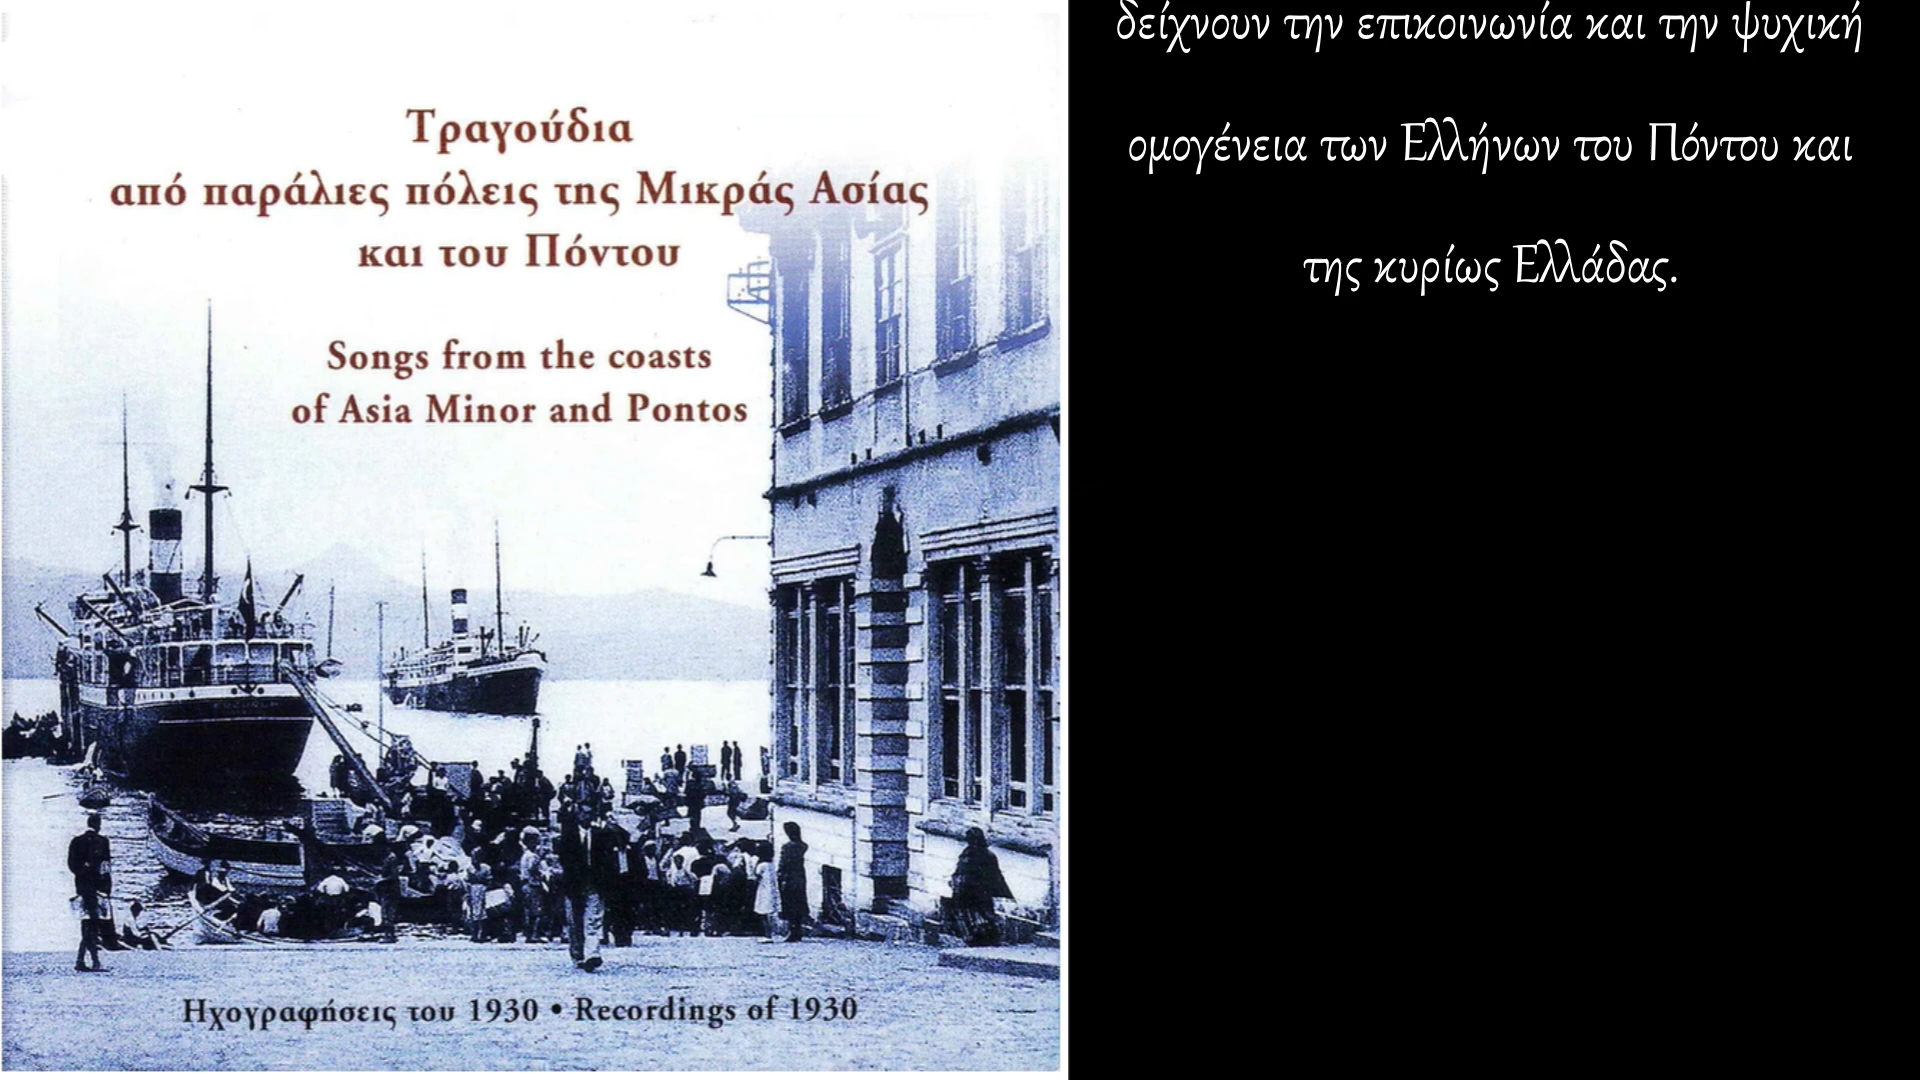 Τραγούδια
από παράλιες πόλεις της Μικράς Ασίας
και του Πόντου
Songs from the coasts
of Asia Minor and Pontos
Ηχογραφήσεις του 1930 • Recordings of 1930
δείχνουν την επικοινωνία και την ψυχική
ομογένεια των Ελλήνων του Πόντου και
της κυρίως Ελλάδας.